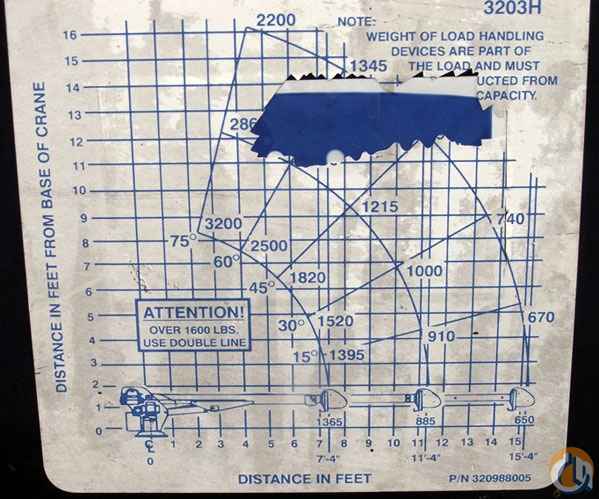 3203H
NOTE:
WEIGHT OF LOAD HANDLING
DEVICES ARE PART OF
THE LOAD AND MUST
UCTED FROM
CAPACITY.
2200
1345
286
3200
2500
1820
1520
1395
1215
1000
910
740
670
75°
60°
45°
30°
15°
ATTENTION!
OVER 1600 LBS.
USE DOUBLE LINE
DISTANCE IN FEET FROM BASE OF CRANE
16
15
14
13
12
11
10
9
8
7
6
5
4
3
2
1
0
1365
885
650
0 1 2 3 4 5 6 7 8 9 10 11 12 13 14 15
7'-4" 11'-4" 15'-4"
DISTANCE IN FEET
P/N 320988005